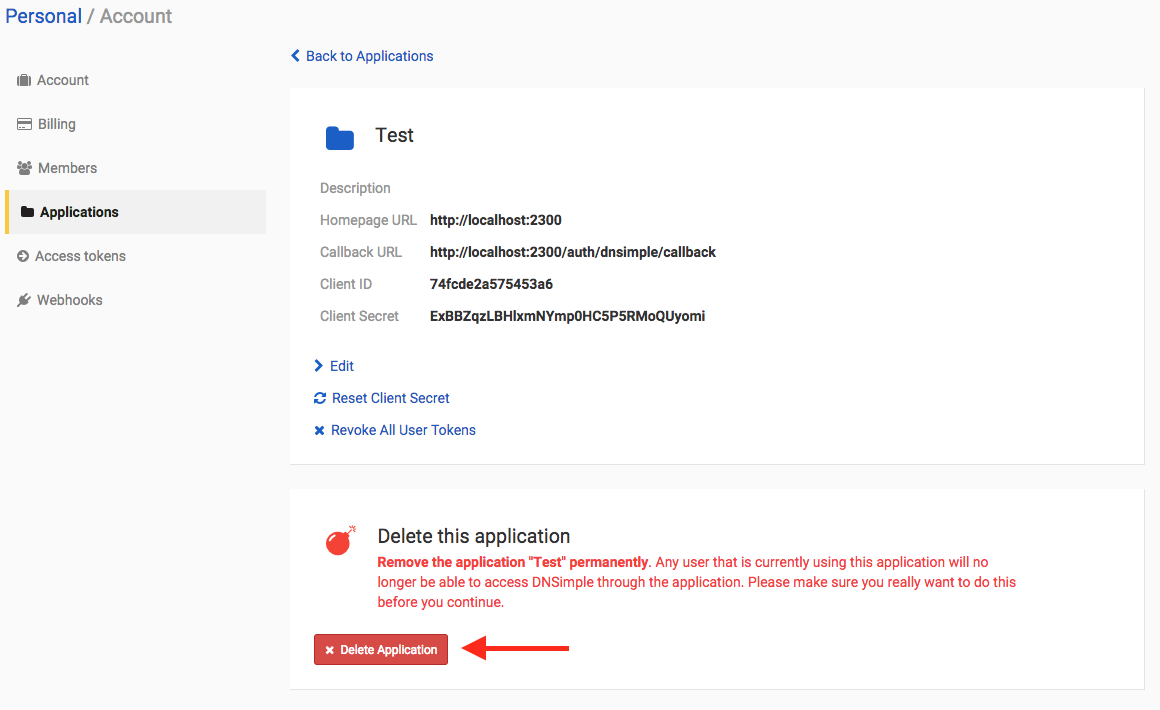 Personal / Account
Back to Applications
Account
Billing
Members
Applications
Access tokens
Webhooks
Test
Description
Homepage URL http://localhost:2300
Callback URL http://localhost:2300/auth/dnsimple/callback
Client ID 74fcde2a575453a6
Client Secret ExBBZqzLBHlxmNYmp0HC5P5RMoQUyomi
Edit
Reset Client Secret
Revoke All User Tokens
Delete this application
Remove the application "Test" permanently. Any user that is currently using this application will no
longer be able to access DNSimple through the application. Please make sure you really want to do this
before you continue.
Delete Application